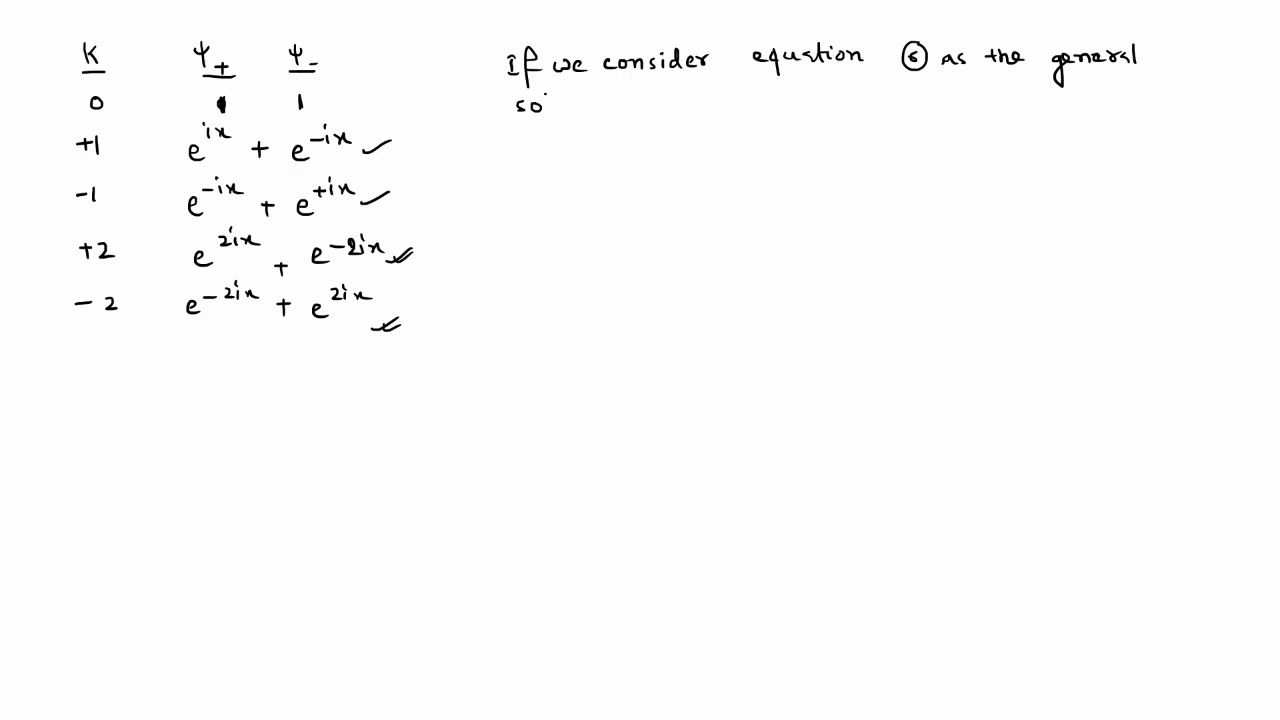 K ψ₊ ψ₋
0 1 1
+1 e^{ix} + e^{-ix} ✓
-1 e^{-ix} + e^{+ix} ✓
+2 e^{2ix} + e^{-2ix} ✓
-2 e^{-2ix} + e^{2ix} ✓
If we consider equation as the general
so